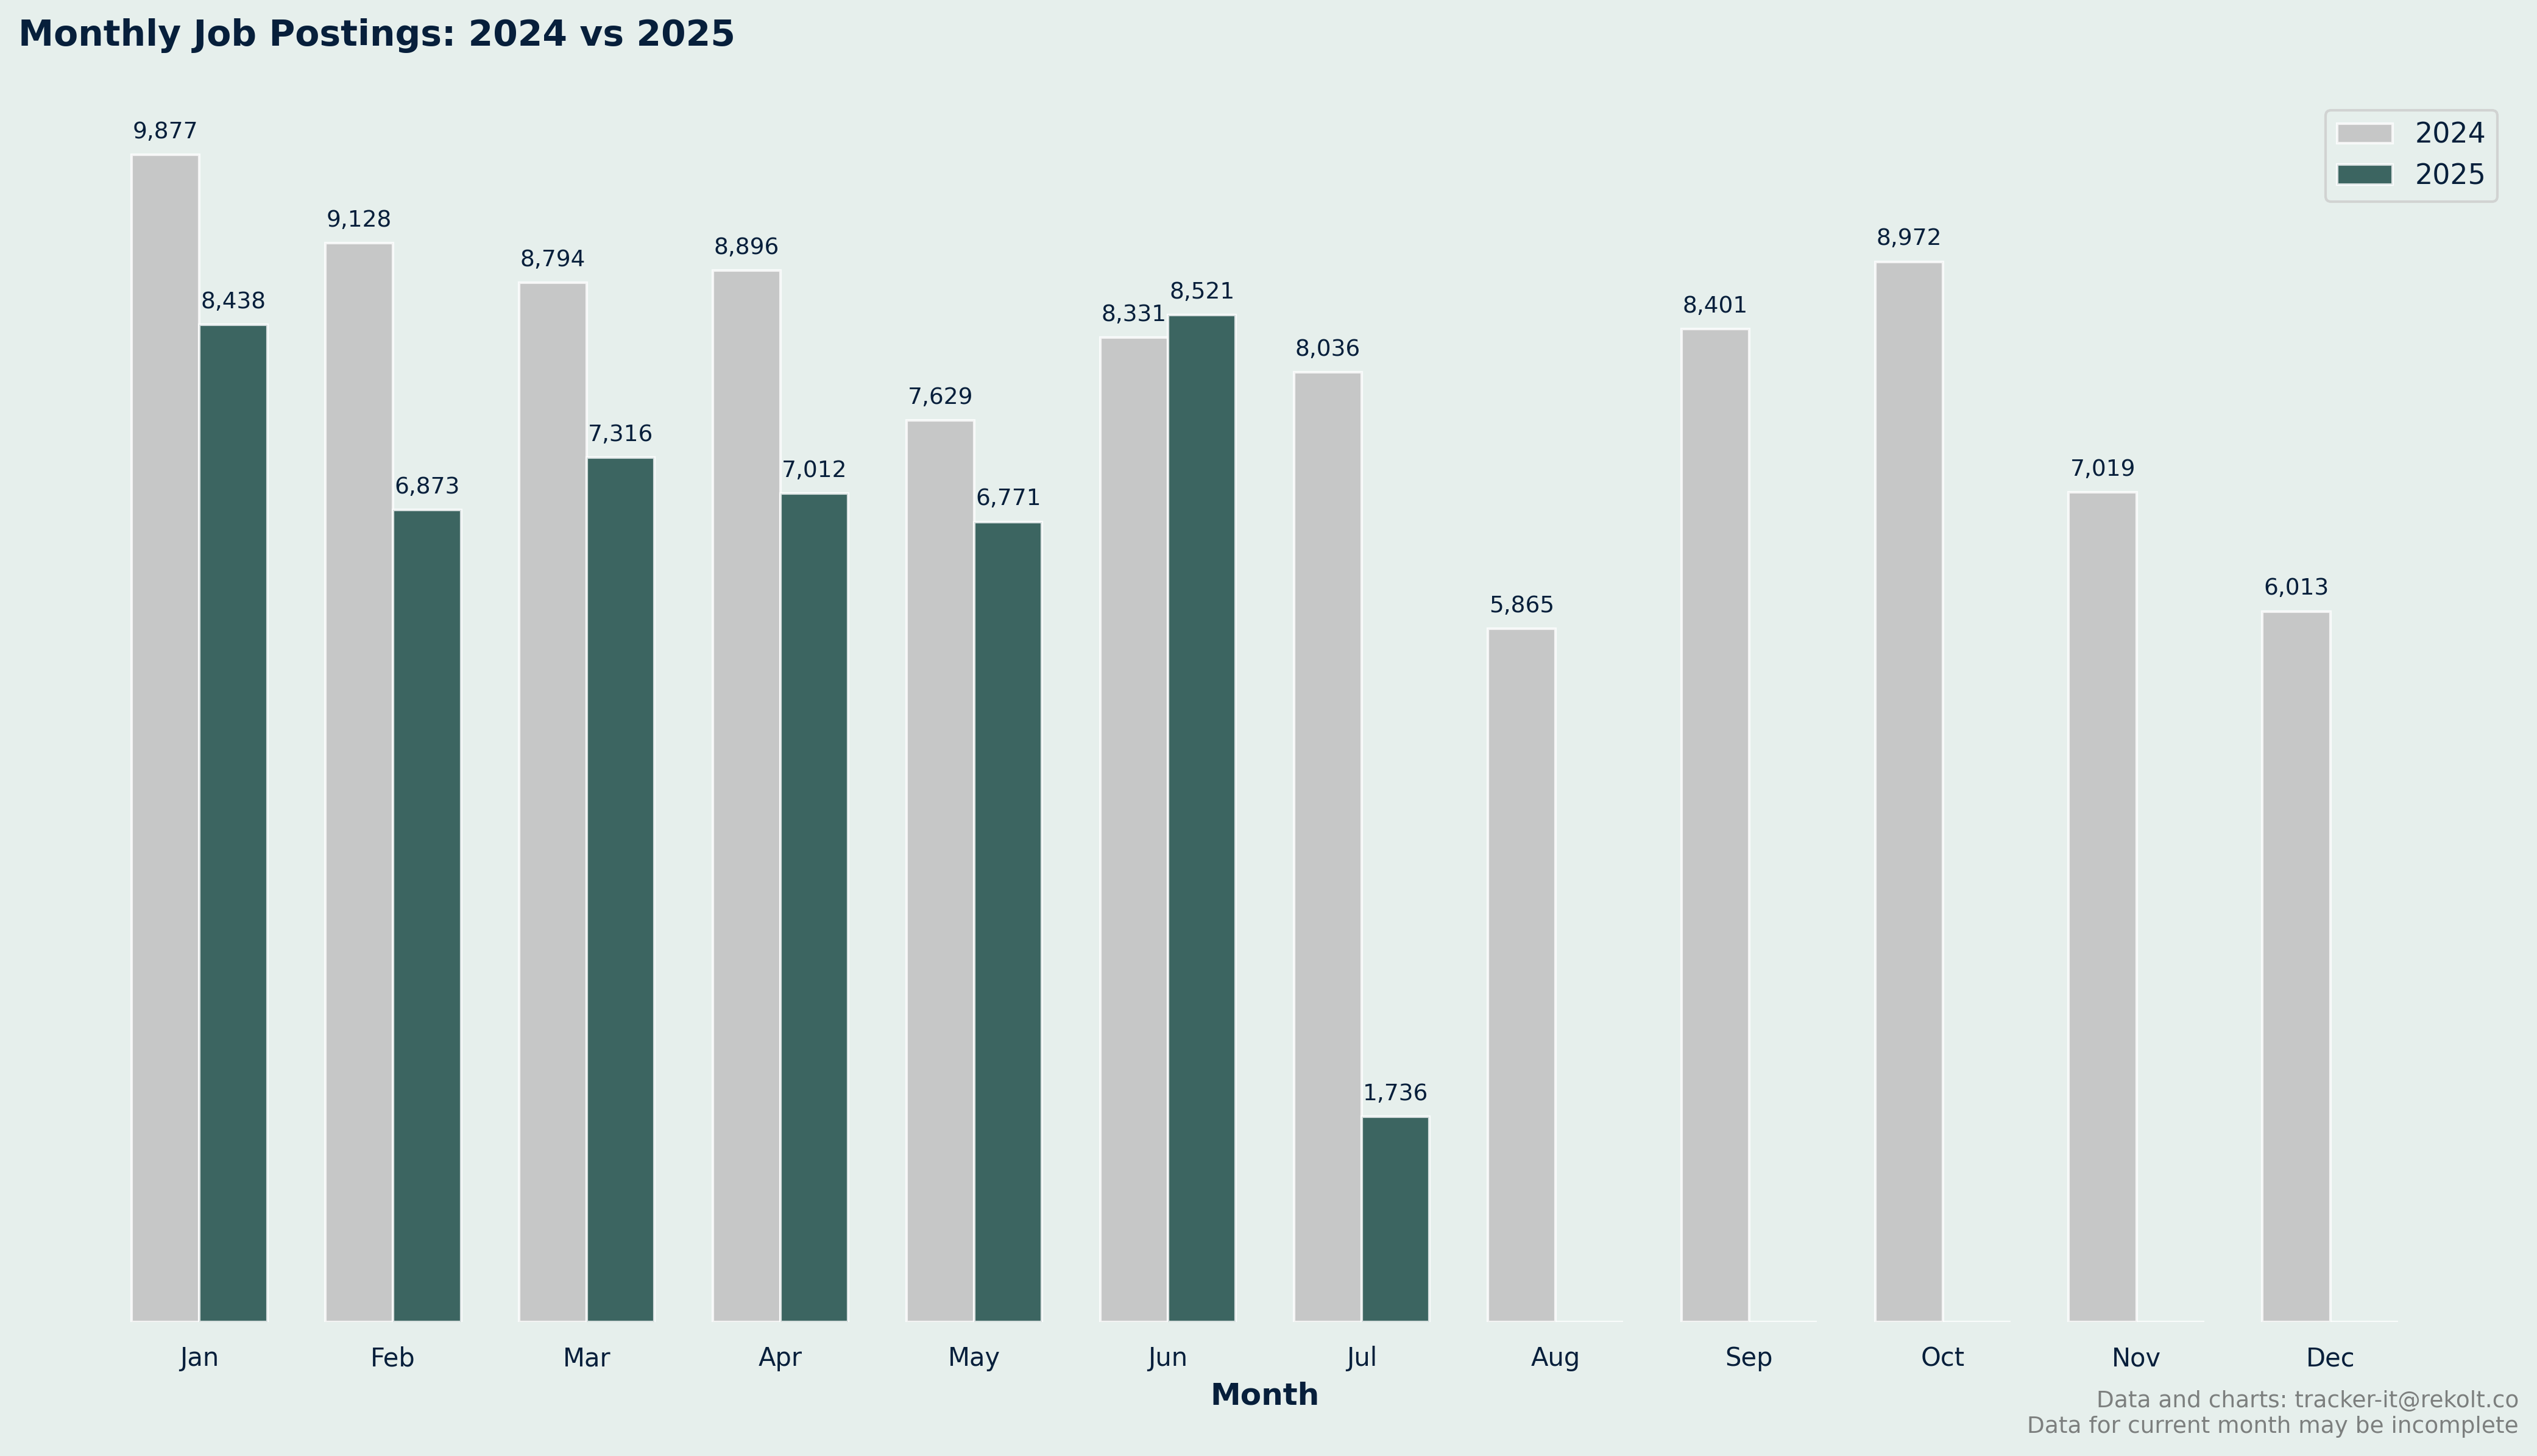 Monthly Job Postings: 2024 vs 2025
2024
2025
9,877
8,438
9,128
6,873
8,794
7,316
8,896
7,012
7,629
6,771
8,331
8,521
8,036
1,736
5,865
8,401
8,972
7,019
6,013
Jan
Feb
Mar
Apr
May
Jun
Jul
Aug
Sep
Oct
Nov
Dec
Month
Data and charts: tracker-it@rekolt.co
Data for current month may be incomplete